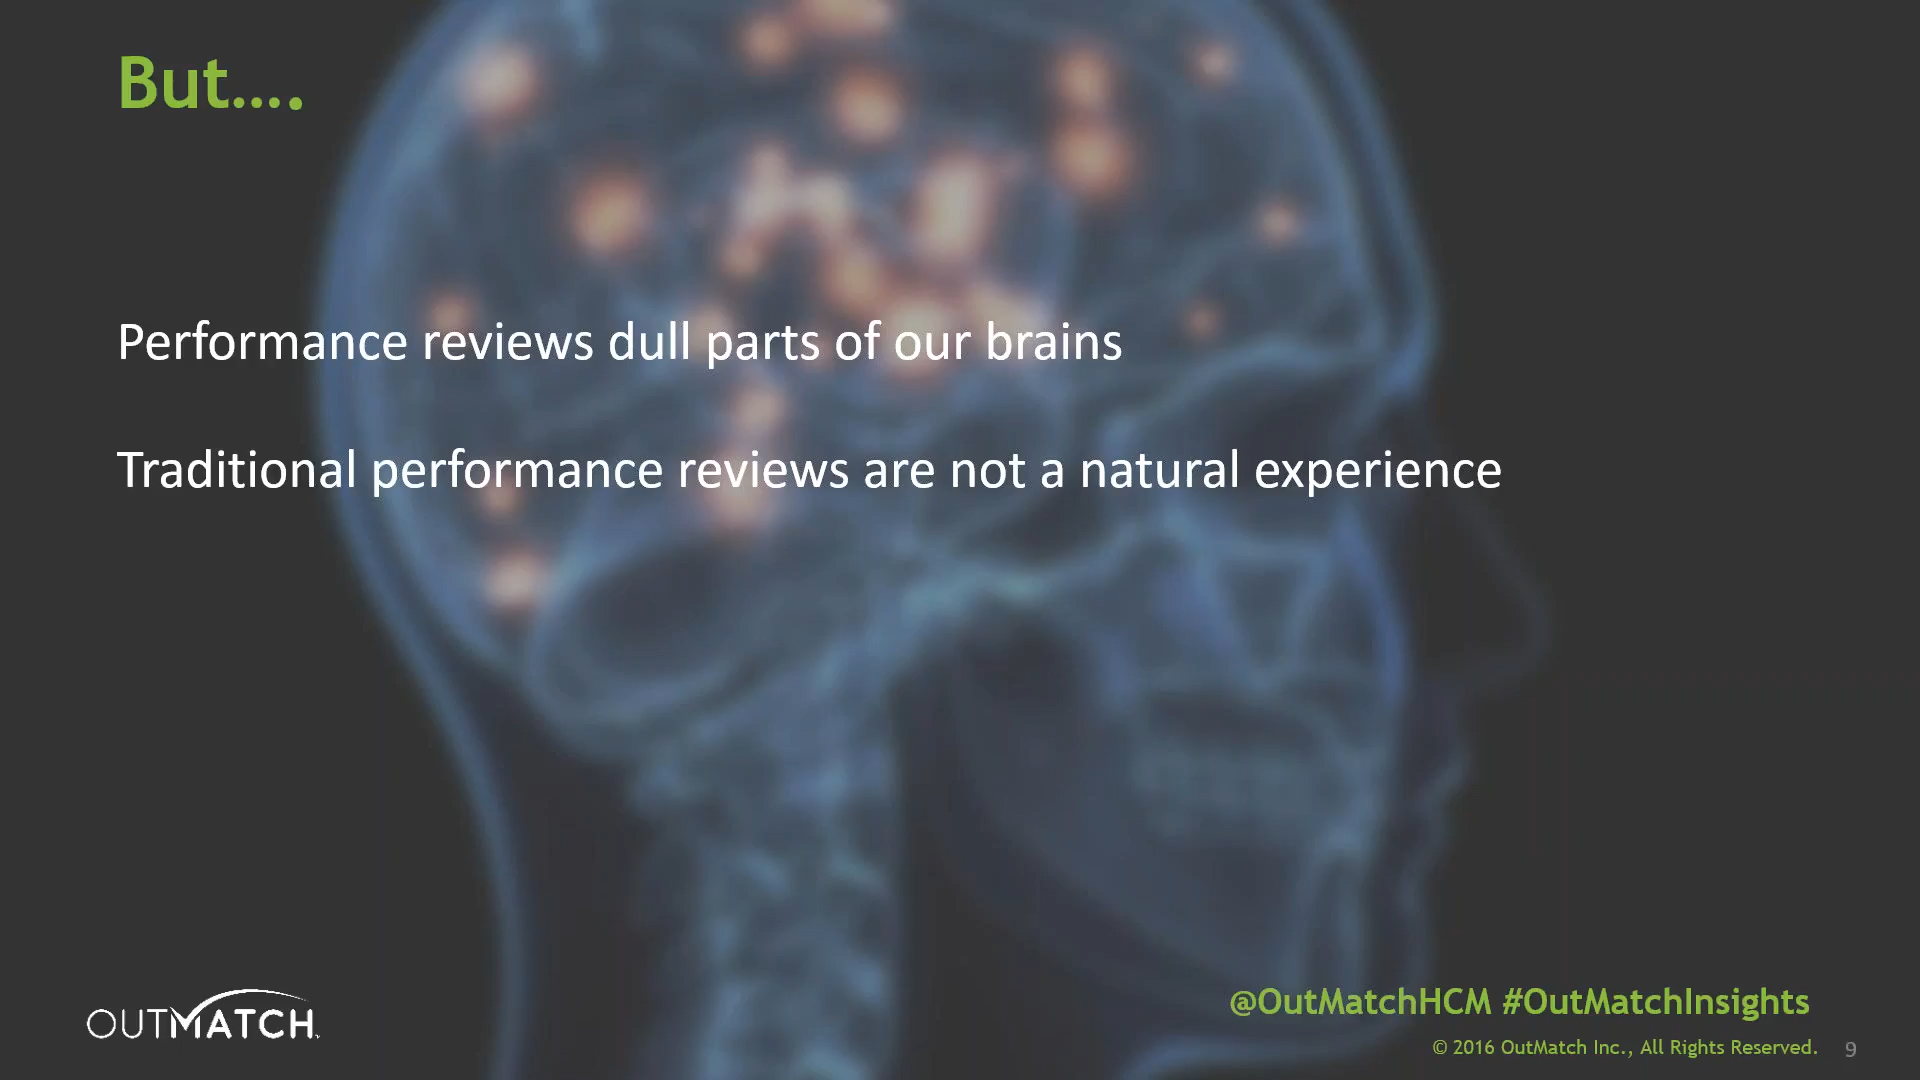 But....
Performance reviews dull parts of our brains
Traditional performance reviews are not a natural experience
OUTMATCH
@OutMatchHCM #OutMatchInsights
© 2016 OutMatch Inc., All Rights Reserved. 9